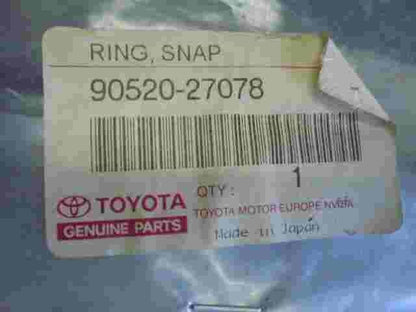 RING, SNAP
90520-27078
QTY: 1
TOYOTA
GENUINE PARTS
TOYOTA MOTOR EUROPE NV/SA
Made in Japan